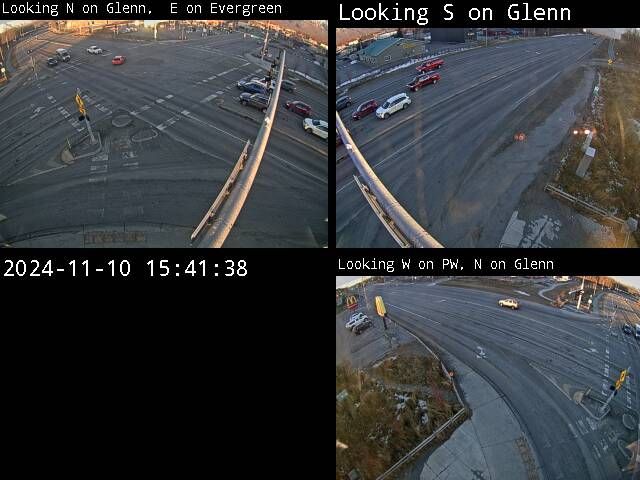 Looking N on Glenn,  E on Evergreen
Looking S on Glenn
2024-11-10 15:41:38
Looking W on PW, N on Glenn